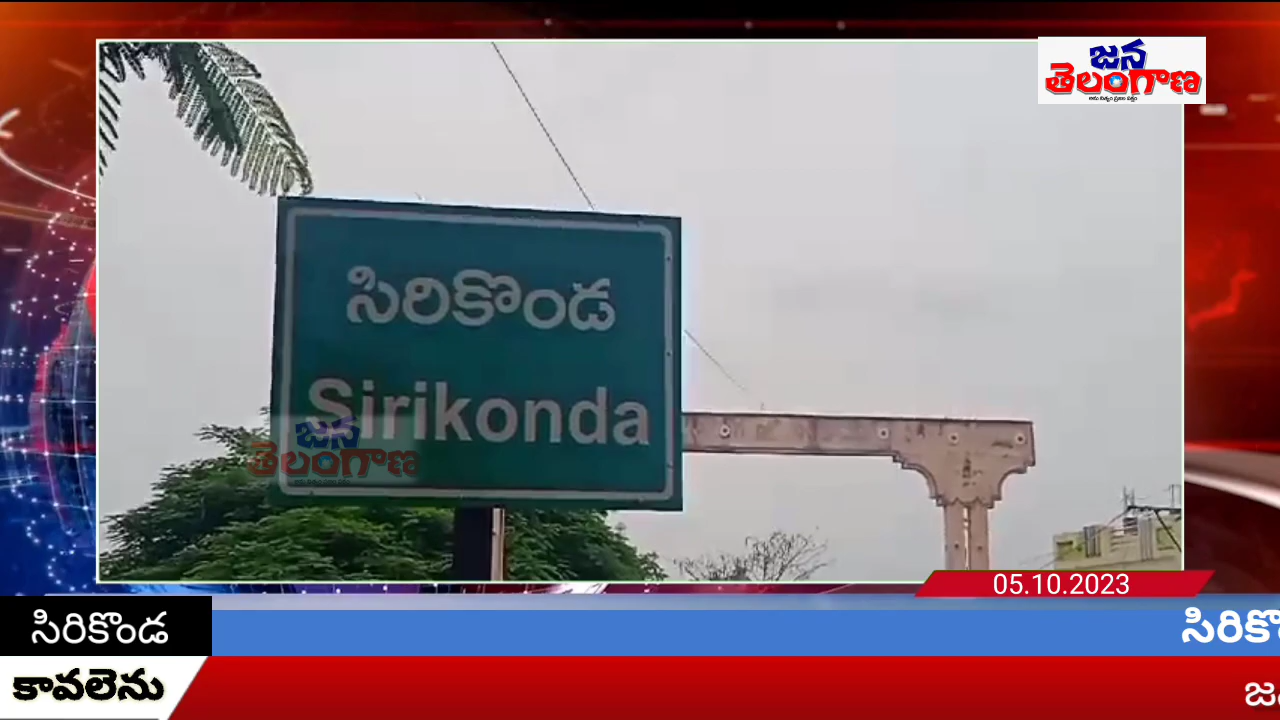 జన
తెలంగాణ
సిరికొండ
Sirikonda
జన
తెలంగాణ
05.10.2023
సిరికొండ
సిరికొ
కావలెను
జ